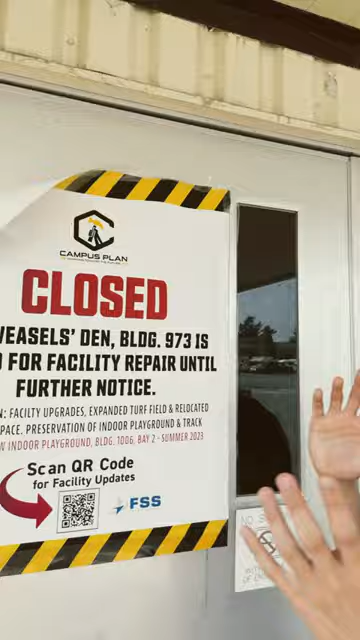 CAMPUS PLAN
CLOSED
WEASELS' DEN, BLDG. 973 IS
FOR FACILITY REPAIR UNTIL
FURTHER NOTICE.
FACILTY UPGRADES, EXPANDED TURF FIELD & RELOCATED
PRESERVATION OF INDOOR PLAYGROUND & TRACK
INDOOR PLAYGROUND, BLDG. 1006, BAY 2 - SUMMER 2023
Scan QR Code
for Facility Updates
FSS
NO